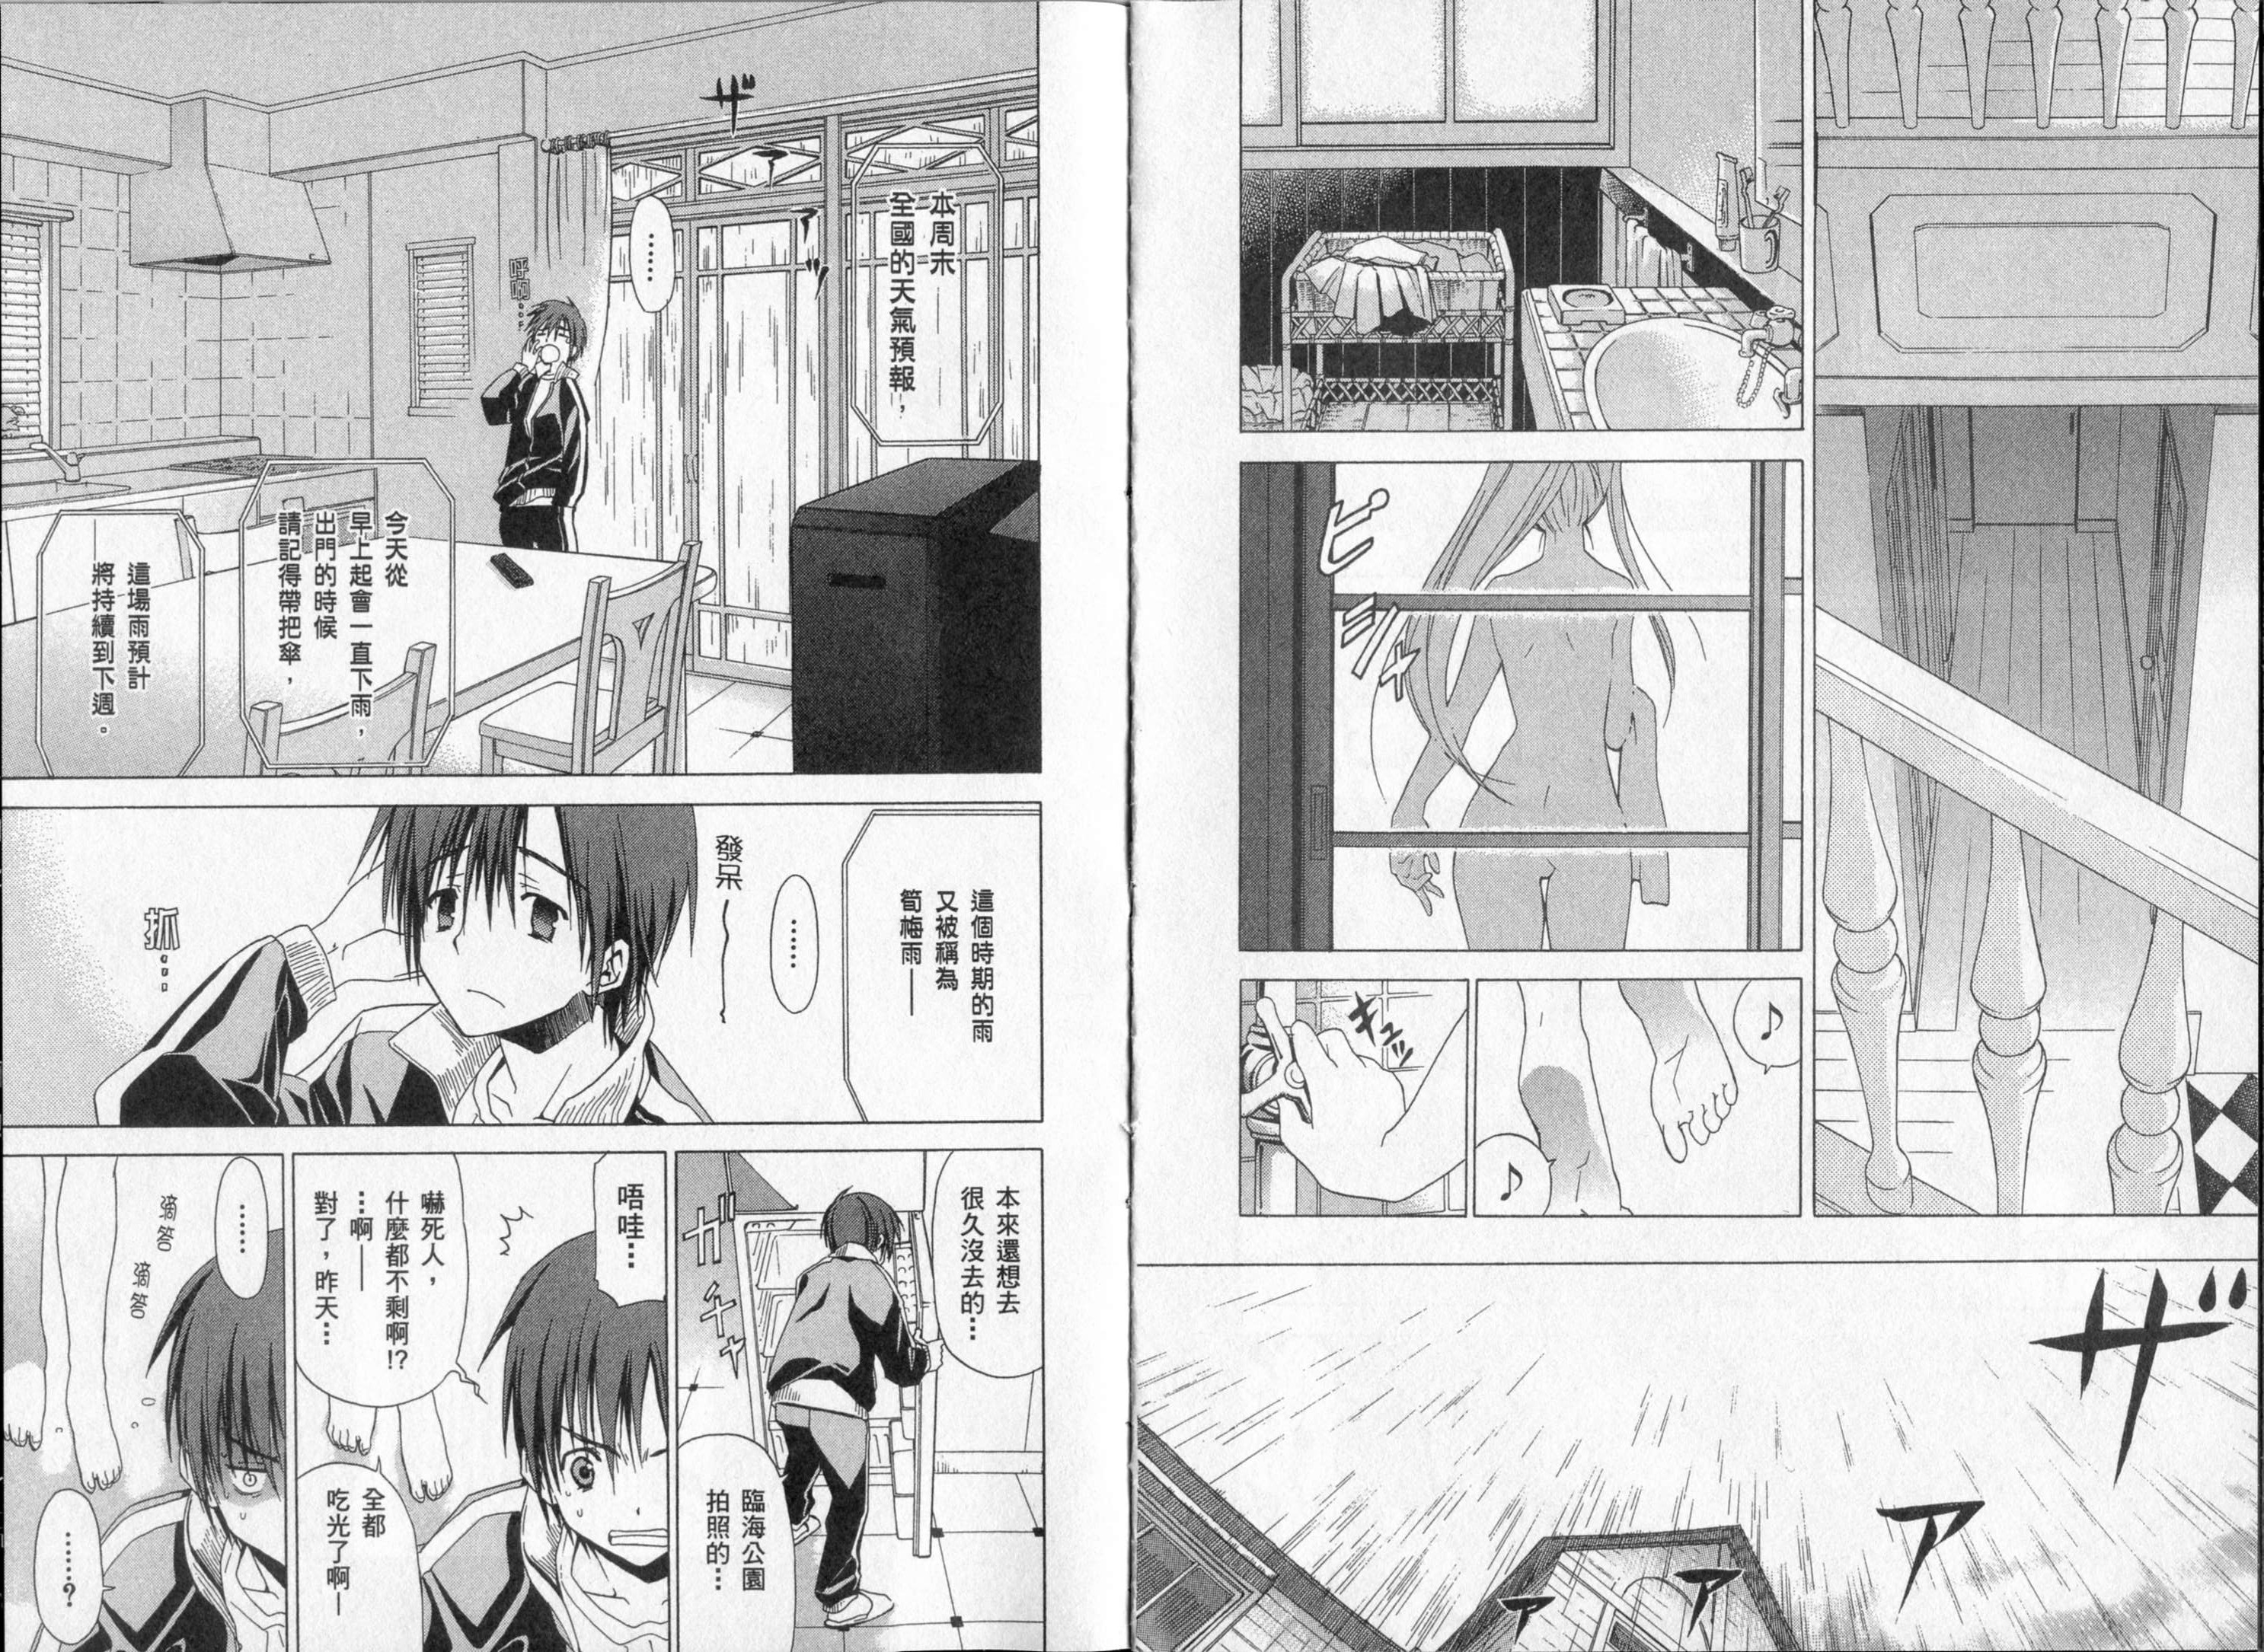 ピシャ
♪
♪
キュッ
ザァァァ
ザァァッ
本周末
全國的天氣預報，
……
呼啊…
今天從
早上起會一直下雨，
出門的時候
請記得帶把傘，
這場雨預計
將持續到下週。
這個時期的雨
又被稱為
筍梅雨——
……
發呆——
抓…
本來還想去
很久沒去的…
ガチャ
臨海公園
拍照的…
唔哇…
嚇死人，
什麼都不剩啊!?
…啊——
對了，昨天…
全都
吃光了啊—
……
滴答
滴答
……?